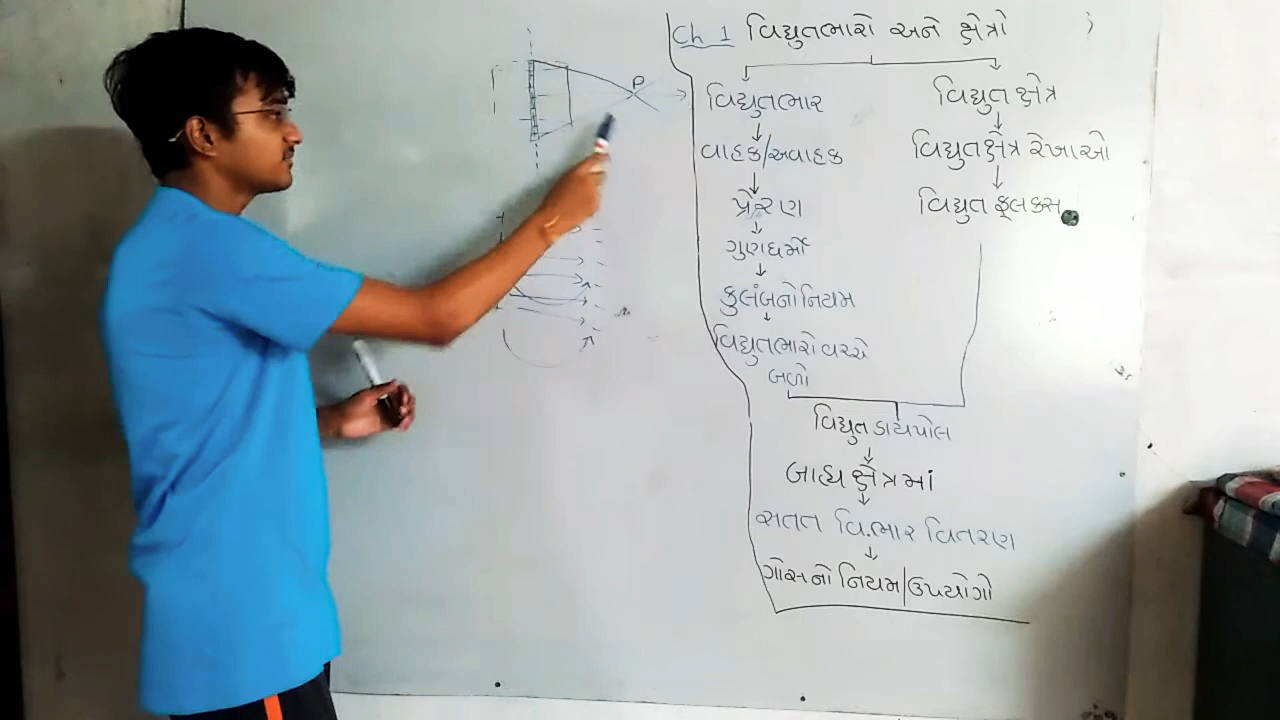 Ch 1 વિદ્યુતભારો અને ક્ષેત્રો
વિદ્યુતભાર
વાહક/અવાહક
પ્રેરણ
ગુણધર્મો
કુલંબનો નિયમ
વિદ્યુતભારો વચ્ચે
બળો
વિદ્યુત ક્ષેત્ર
વિદ્યુતક્ષેત્ર રેખાઓ
વિદ્યુત ફ્લક્સ
વિદ્યુત ડાયપોલ
બાહ્ય ક્ષેત્રમાં
સતત વિ.ભાર વિતરણ
ગોસનો નિયમ/ઉપયોગો
P